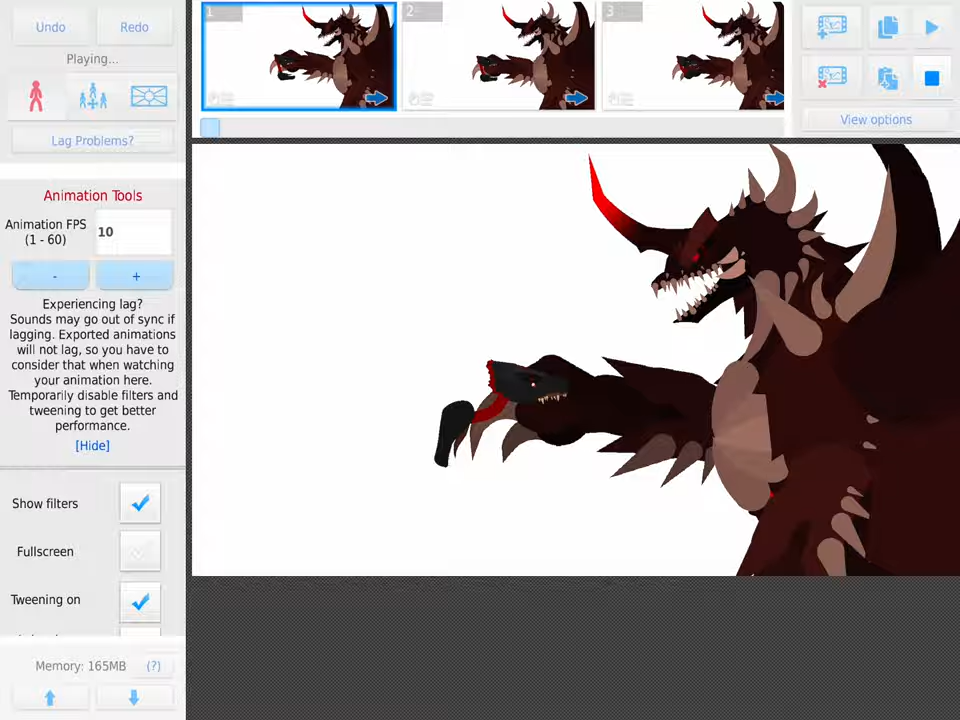 Undo
Redo
Playing...
Lag Problems?
1
2
3
View options
Animation Tools
Animation FPS
(1 - 60)
10
-
+
Experiencing lag?
Sounds may go out of sync if
lagging. Exported animations
will not lag, so you have to
consider that when watching
your animation here.
Temporarily disable filters and
tweening to get better
performance.
[Hide]
Show filters
Fullscreen
Tweening on
Memory: 165MB
(?)